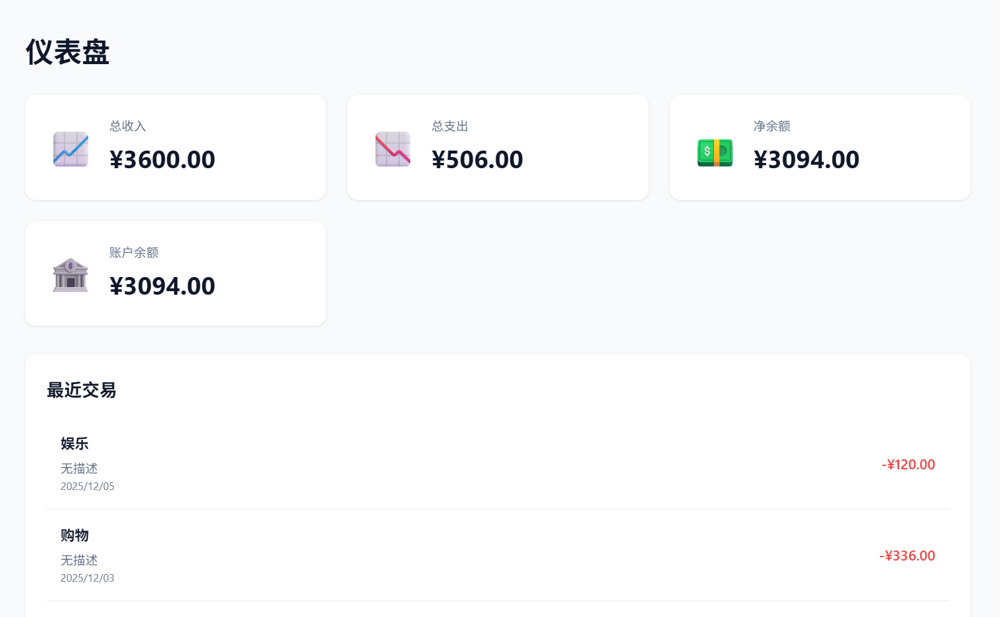 仪表盘
总收入
¥3600.00
总支出
¥506.00
净余额
¥3094.00
账户余额
¥3094.00
最近交易
娱乐
无描述
2025/12/05
-¥120.00
购物
无描述
2025/12/03
-¥336.00